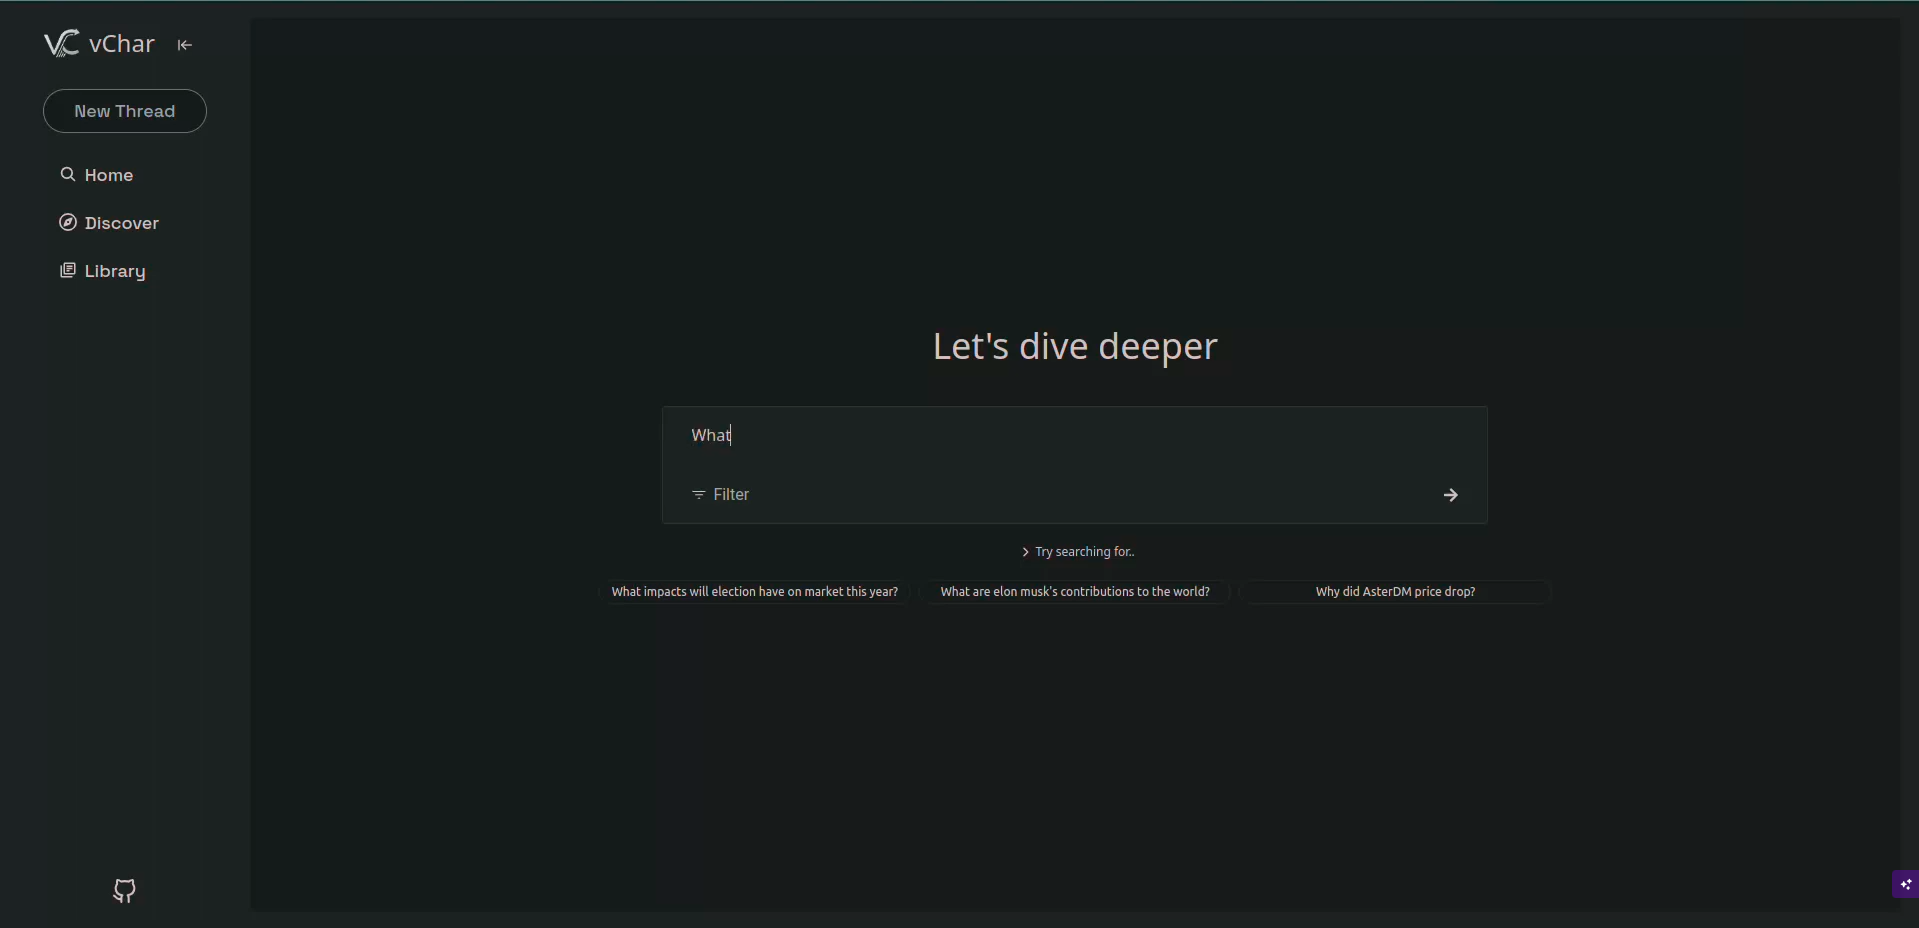 vChar
New Thread
Home
Discover
Library
Let's dive deeper
What
Filter
Try searching for..
What impacts will election have on market this year?
What are elon musk's contributions to the world?
Why did AsterDM price drop?